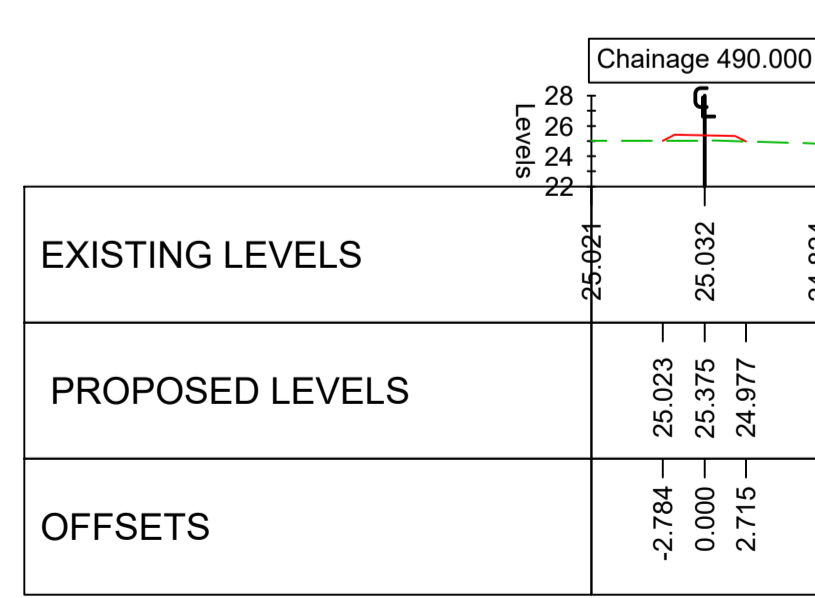 Chainage 490.000
28
26
24
22
Levels
EXISTING LEVELS
25.021
25.032
PROPOSED LEVELS
25.023
25.375
24.977
OFFSETS
-2.784
0.000
2.715